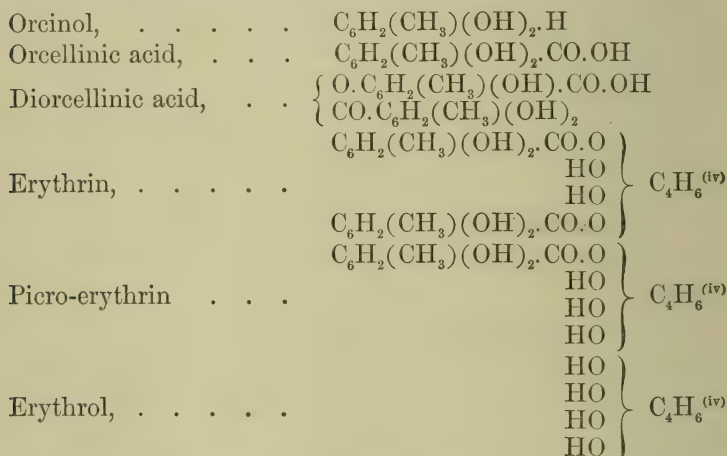 Orcinol, . . . . . C₆H₂(CH₃)(OH)₂.H
Orcellinic acid, . . . C₆H₂(CH₃)(OH)₂.CO.OH
Diorcellinic acid, . . { O.C₆H₂(CH₃)(OH).CO.OH
CO.C₆H₂(CH₃)(OH)₂
C₆H₂(CH₃)(OH)₂.CO.O
HO
Erythrin, . . . . . HO } C₄H₆⁽ⁱᵛ⁾
C₆H₂(CH₃)(OH)₂.CO.O
C₆H₂(CH₃)(OH)₂.CO.O
HO
Picro-erythrin . . . HO } C₄H₆⁽ⁱᵛ⁾
HO
HO
HO
Erythrol, . . . . . HO } C₄H₆⁽ⁱᵛ⁾
HO